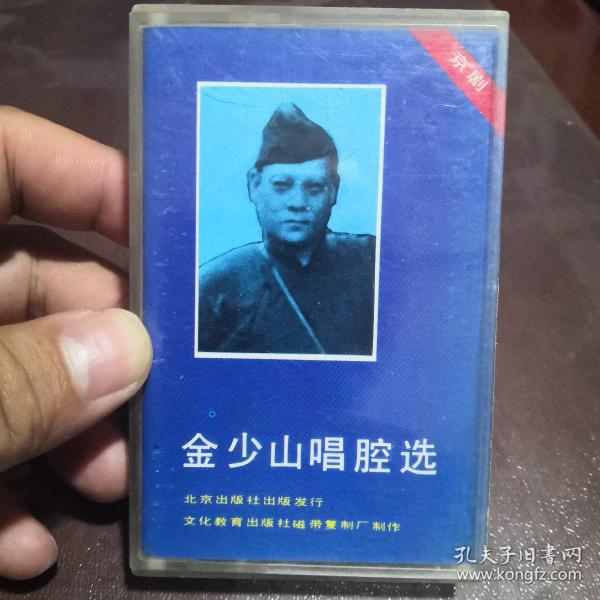 京剧
金少山唱腔选
北京出版社出版发行
文化教育出版社磁带复制厂制作
孔夫子旧書网
www.kongfz.com